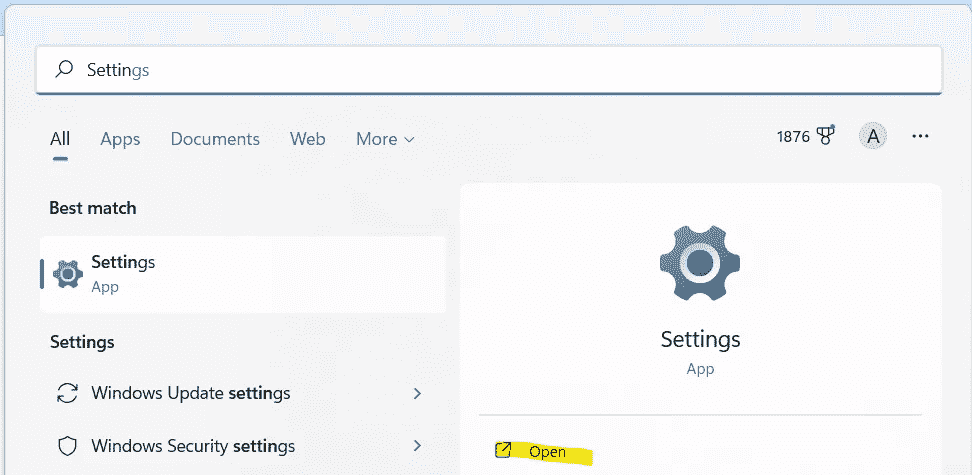 Settings
All Apps Documents Web More 1876 A ...
Best match
Settings
App
Settings
App
Settings
Windows Update settings
Windows Security settings
Open